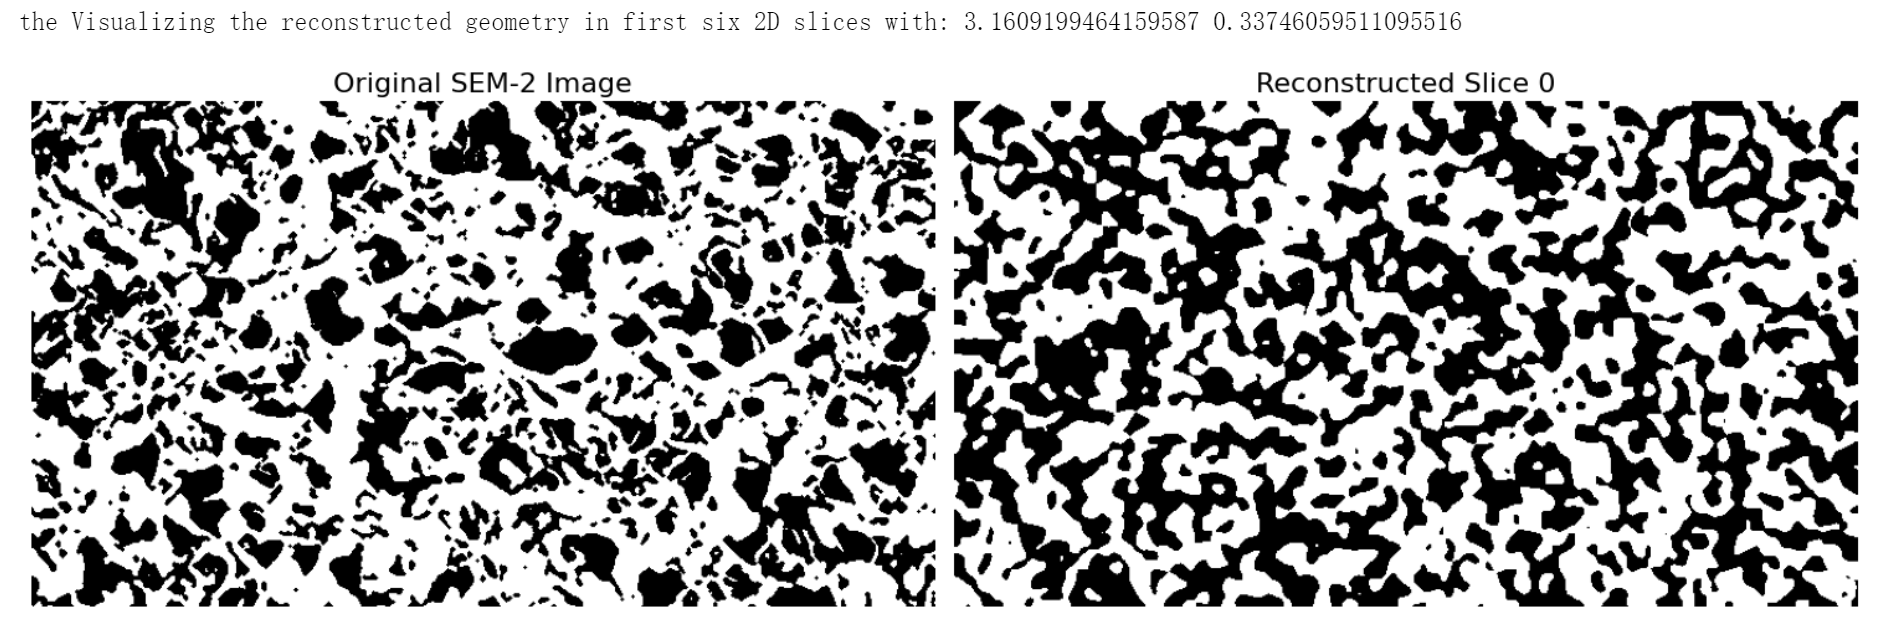 the Visualizing the reconstructed geometry in first six 2D slices with: 3.1609199464159587 0.33746059511095516
Original SEM-2 Image
Reconstructed Slice 0